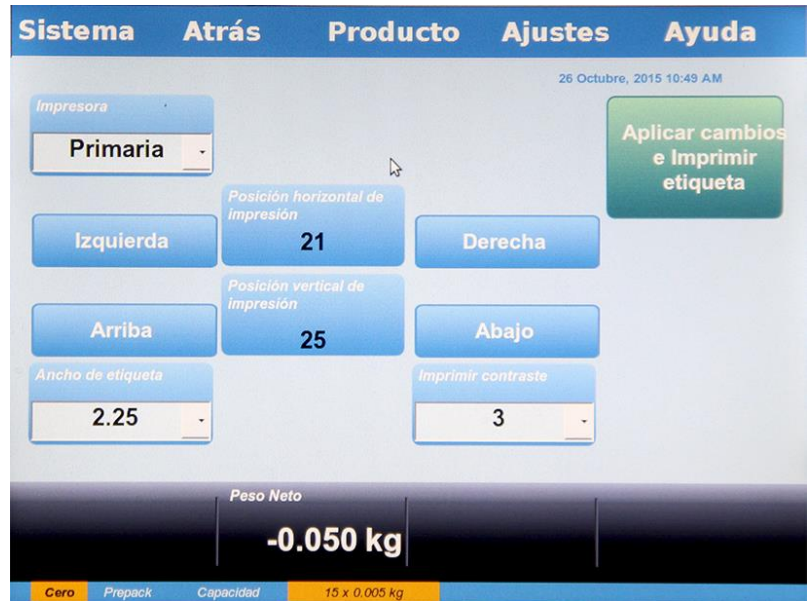 Sistema Atrás Producto Ajustes Ayuda
26 Octubre, 2015 10:49 AM
Impresora
Primaria
Aplicar cambios
e Imprimir
etiqueta
Posición horizontal de
impresión
Izquierda 21 Derecha
Posición vertical de
impresión
Arriba 25 Abajo
Ancho de etiqueta Imprimir contraste
2.25 3
Peso Neto
-0.050 kg
Cero Prepack Capacidad 15 x 0.005 kg